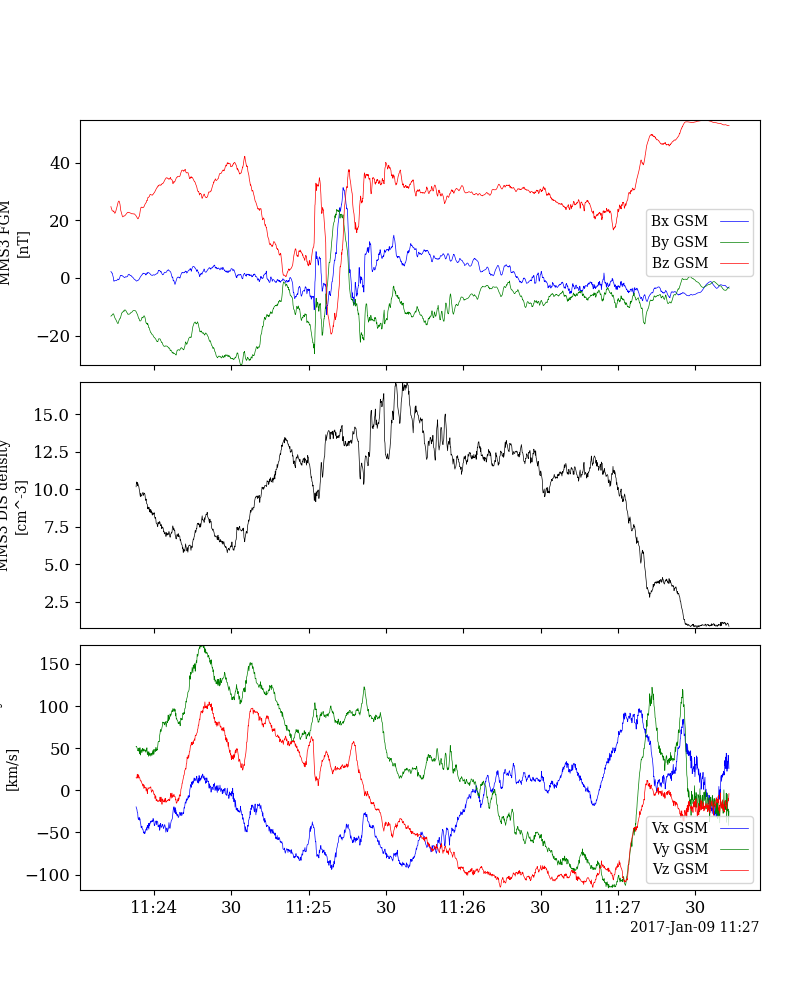 MMS3 FGM
[nT]
40
20
0
−20
Bx GSM
By GSM
Bz GSM
MMS3 DIS density
[cm^-3]
15.0
12.5
10.0
7.5
5.0
2.5
[km/s]
150
100
50
0
−50
−100
Vx GSM
Vy GSM
Vz GSM
11:24
30
11:25
30
11:26
30
11:27
30
2017-Jan-09 11:27